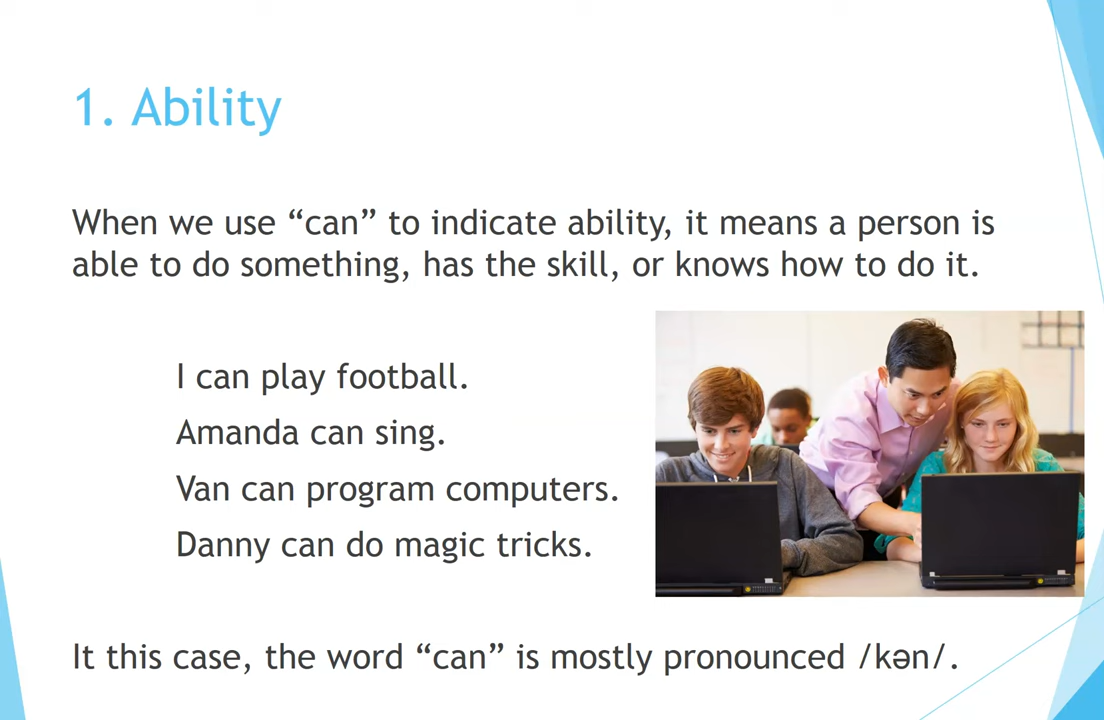 1. Ability
When we use “can” to indicate ability, it means a person is
able to do something, has the skill, or knows how to do it.
I can play football.
Amanda can sing.
Van can program computers.
Danny can do magic tricks.
It this case, the word “can” is mostly pronounced /kən/.